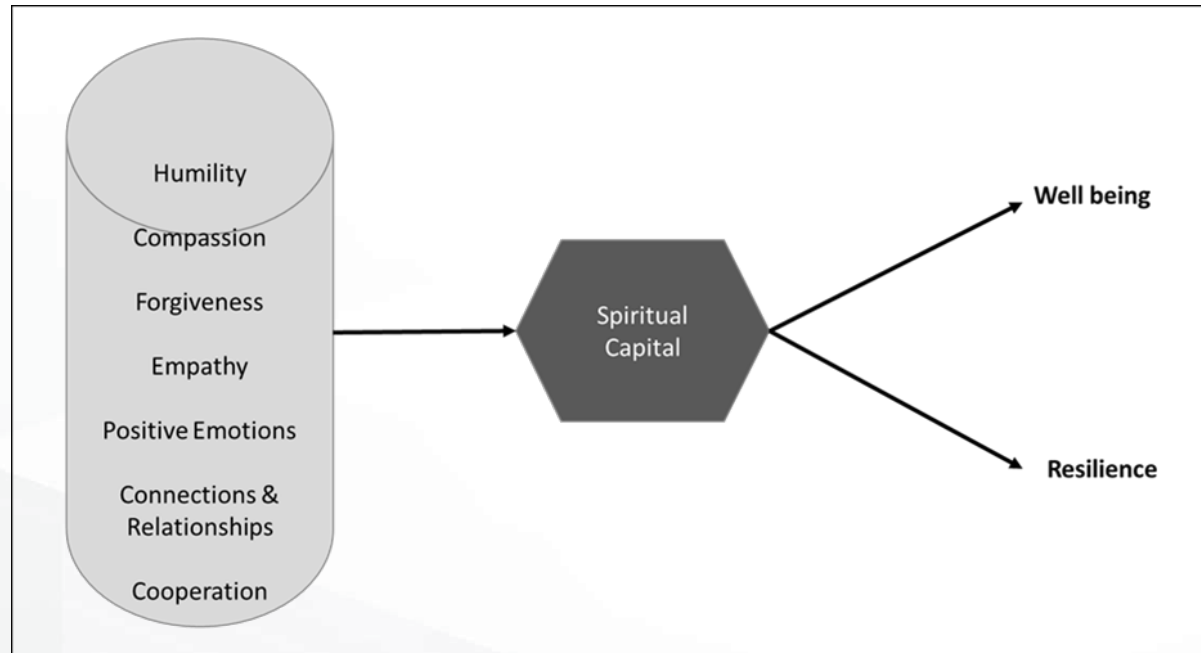 Humility
Compassion
Forgiveness
Empathy
Positive Emotions
Connections &
Relationships
Cooperation
Spiritual
Capital
Well being
Resilience